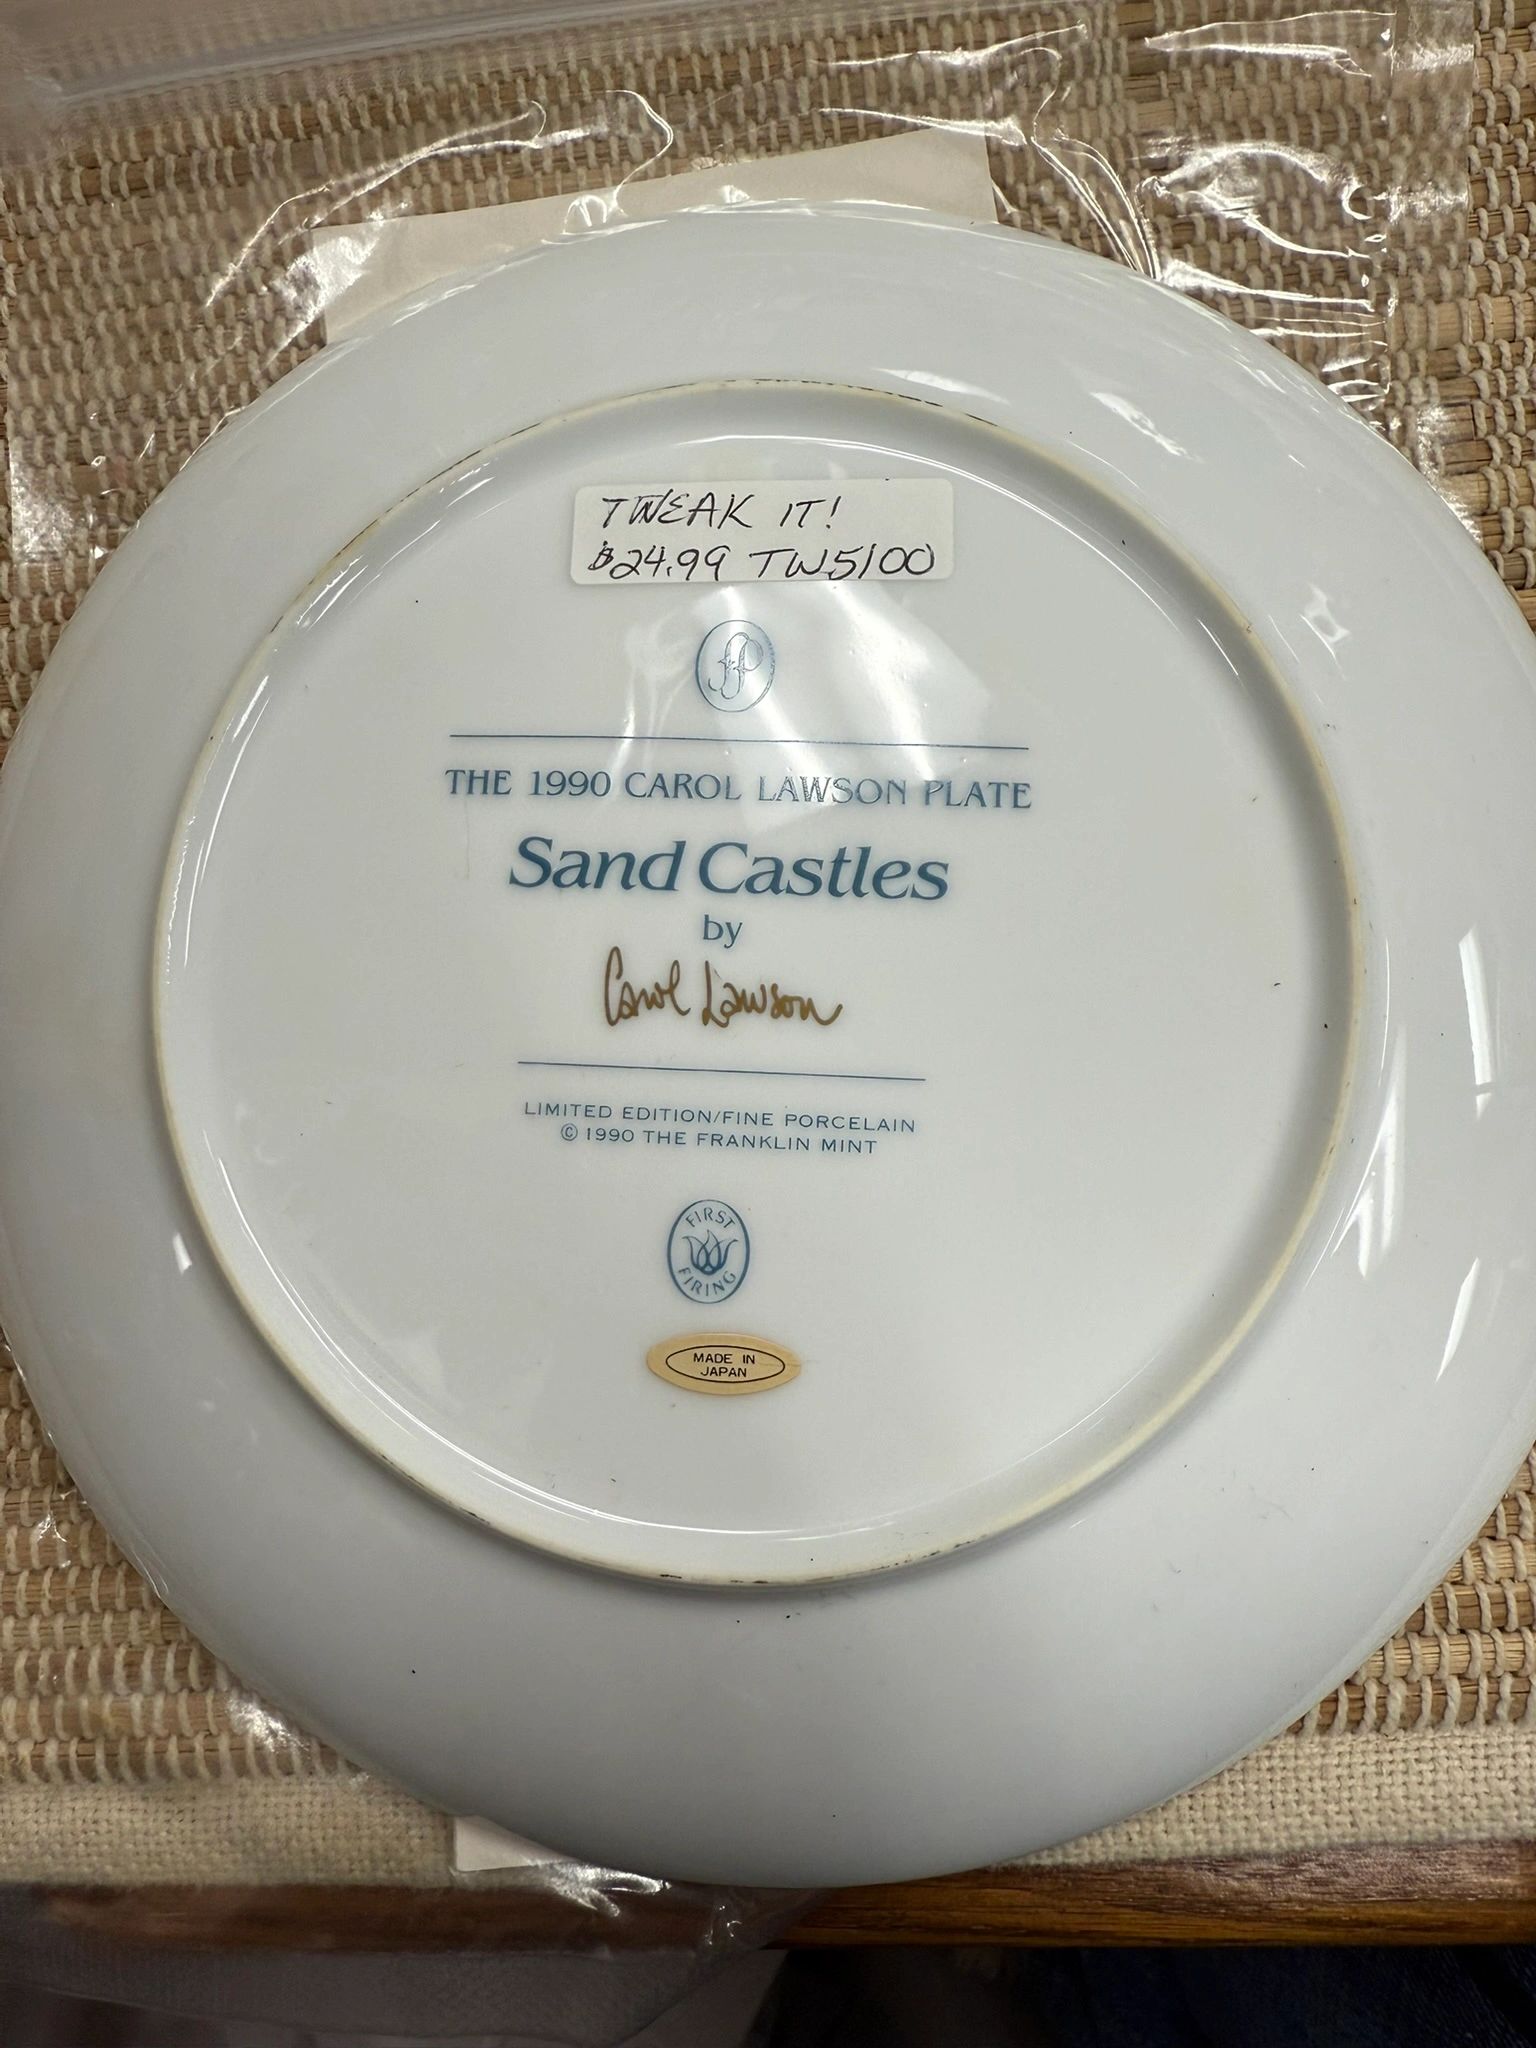 TWEAK IT!
$24.99 TW5100
FP
THE 1990 CAROL LAWSON PLATE
Sand Castles
by
Carol Lawson
LIMITED EDITION/FINE PORCELAIN
© 1990 THE FRANKLIN MINT
FIRST
FIRING
MADE IN
JAPAN